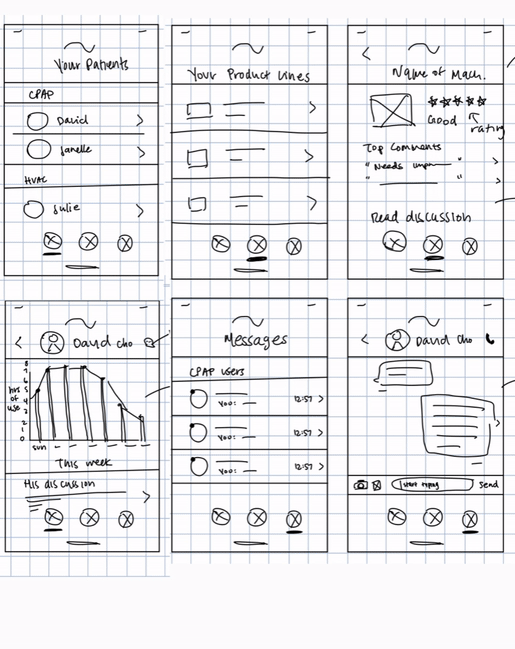 Your Patients
CPAP
David
Janelle
HVAC
Julie
Your Product Lines
Name of Mach.
Good
rating
Top Comments
"Needs
Read discussion
David Cho
8
7
6
5
4
3
2
1
0
hrs of use
Sun
This week
His discussion
Messages
CPAP users
You:
12:57
You:
12:57
You:
12:57
David Cho
start typing
Send